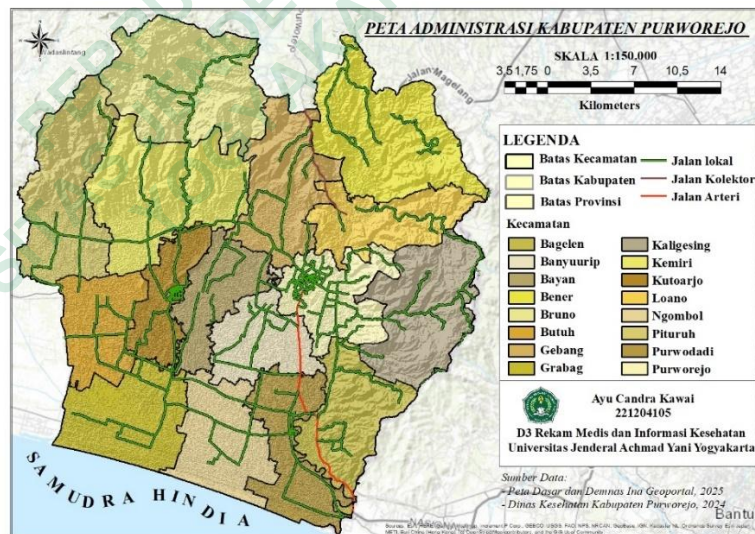 PETA ADMINISTRASI KABUPATEN PURWOREJO
SKALA 1:150.000
3,51,75 0 3,5 7 10,5 14
Kilometers
LEGENDA
Batas Kecamatan
Jalan lokal
Batas Kabupaten
Jalan Kolektor
Batas Provinsi
Jalan Arteri
Kecamatan
Bagelen
Kaligesing
Banyuurip
Kemiri
Bayan
Kutoarjo
Bener
Loano
Bruno
Ngombol
Butuh
Pituruh
Gebang
Purwodadi
Grabag
Purworejo
Ayu Candra Kawai
221204105
D3 Rekam Medis dan Informasi Kesehatan
Universitas Jenderal Achmad Yani Yogyakarta
Sumber Data:
- Peta Dasar dan Demnas Ina Geoportal, 2025
- Dinas Kesehatan Kabupaten Purworejo, 2024
Wadaslintang
Purworejo
Jalan Magelang
SAMUDRA HINDIA
Bantu